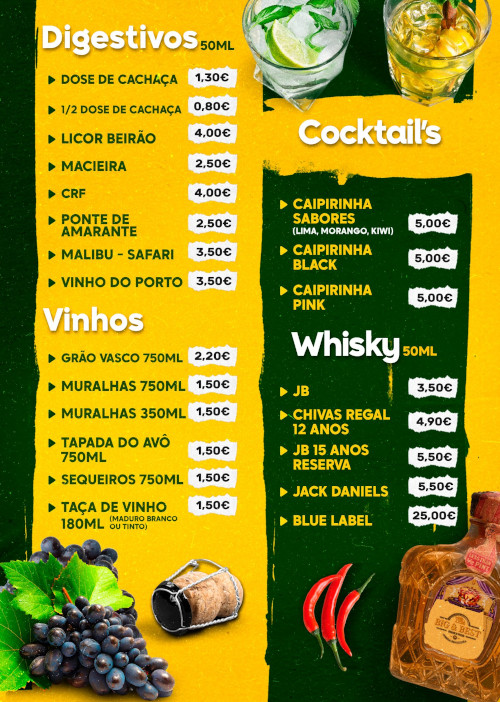 Digestivos 50ML
DOSE DE CACHAÇA 1,30€
1/2 DOSE DE CACHAÇA 0,80€
LICOR BEIRÃO 4,00€
MACIEIRA 2,50€
CRF 4,00€
PONTE DE
AMARANTE 2,50€
MALIBU - SAFARI 3,50€
VINHO DO PORTO 3,50€
Vinhos
GRÃO VASCO 750ML 2,20€
MURALHAS 750ML 1,50€
MURALHAS 350ML 1,50€
TAPADA DO AVÔ
750ML 1,50€
SEQUEIROS 750ML 1,50€
TAÇA DE VINHO 1,50€
180ML (MADURO BRANCO
OU TINTO)
Cocktail's
CAIPIRINHA
SABORES 5,00€
(LIMA, MORANGO, KIWI)
CAIPIRINHA
BLACK 5,00€
CAIPIRINHA
PINK 5,00€
Whisky 50ML
JB 3,50€
CHIVAS REGAL
12 ANOS 4,90€
JB 15 ANOS
RESERVA 5,50€
JACK DANIELS 5,50€
BLUE LABEL 25,00€
BIG & BEST